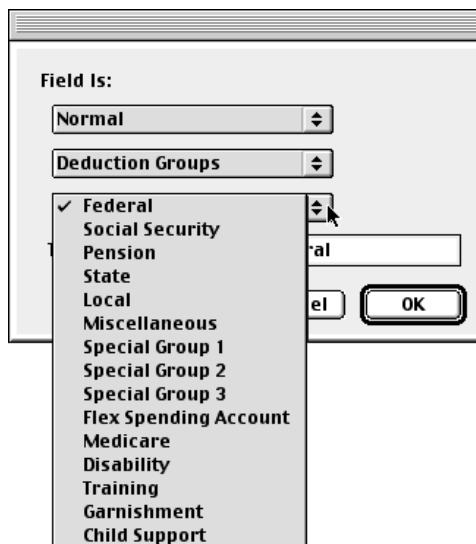 Field Is:
Normal
Deduction Groups
✓ Federal
Social Security
Pension
State
Local
Miscellaneous
Special Group 1
Special Group 2
Special Group 3
Flex Spending Account
Medicare
Disability
Training
Garnishment
Child Support
ral
el
OK